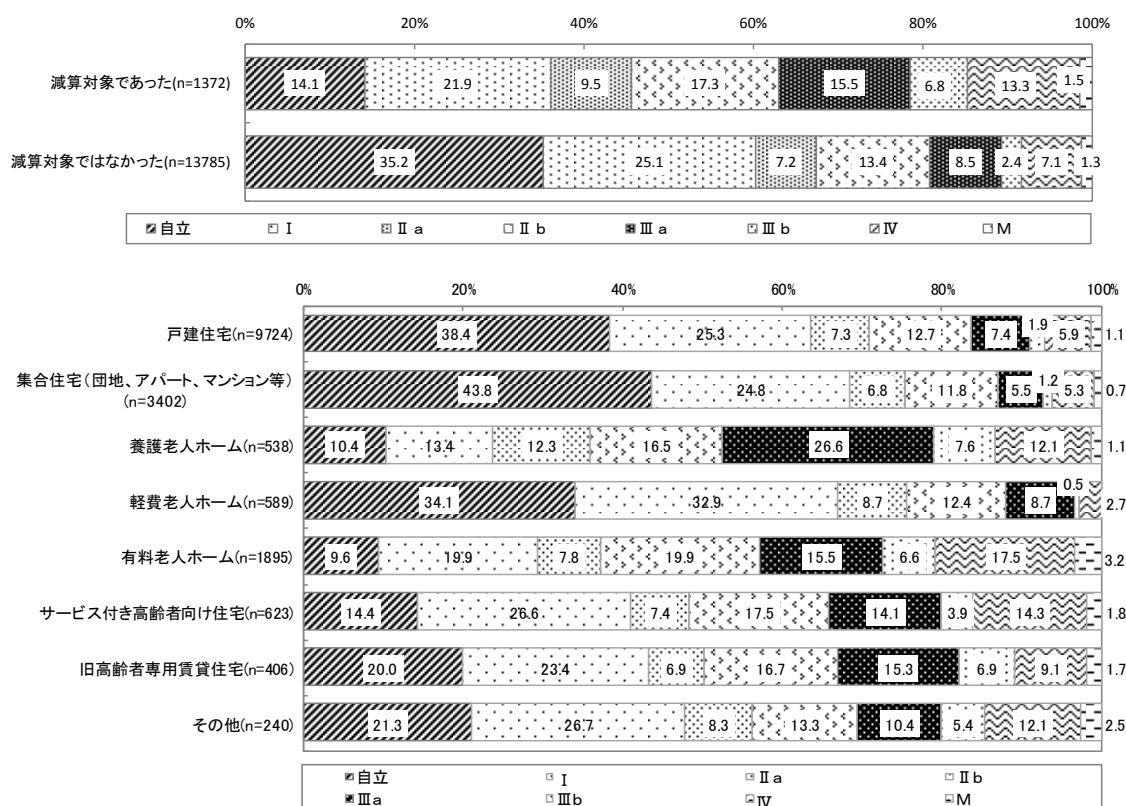 0% 20% 40% 60% 80% 100%
減算対象であった(n=1372) 14.1 21.9 9.5 17.3 15.5 6.8 13.3 1.5
減算対象ではなかった(n=13785) 35.2 25.1 7.2 13.4 8.5 2.4 7.1 1.3
自立 Ⅰ Ⅱa Ⅱb Ⅲa Ⅲb Ⅳ M
0% 20% 40% 60% 80% 100%
戸建住宅(n=9724) 38.4 25.3 7.3 12.7 7.4 1.9 5.9 1.1
集合住宅(団地、アパート、マンション等)
(n=3402) 43.8 24.8 6.8 11.8 5.5 1.2 5.3 0.7
養護老人ホーム(n=538) 10.4 13.4 12.3 16.5 26.6 7.6 12.1 1.1
軽費老人ホーム(n=589) 34.1 32.9 8.7 12.4 8.7 0.5 2.7
有料老人ホーム(n=1895) 9.6 19.9 7.8 19.9 15.5 6.6 17.5 3.2
サービス付き高齢者向け住宅(n=623) 14.4 26.6 7.4 17.5 14.1 3.9 14.3 1.8
旧高齢者専用賃貸住宅(n=406) 20.0 23.4 6.9 16.7 15.3 6.9 9.1 1.7
その他(n=240) 21.3 26.7 8.3 13.3 10.4 5.4 12.1 2.5
自立 Ⅰ Ⅱa Ⅱb
Ⅲa Ⅲb Ⅳ M